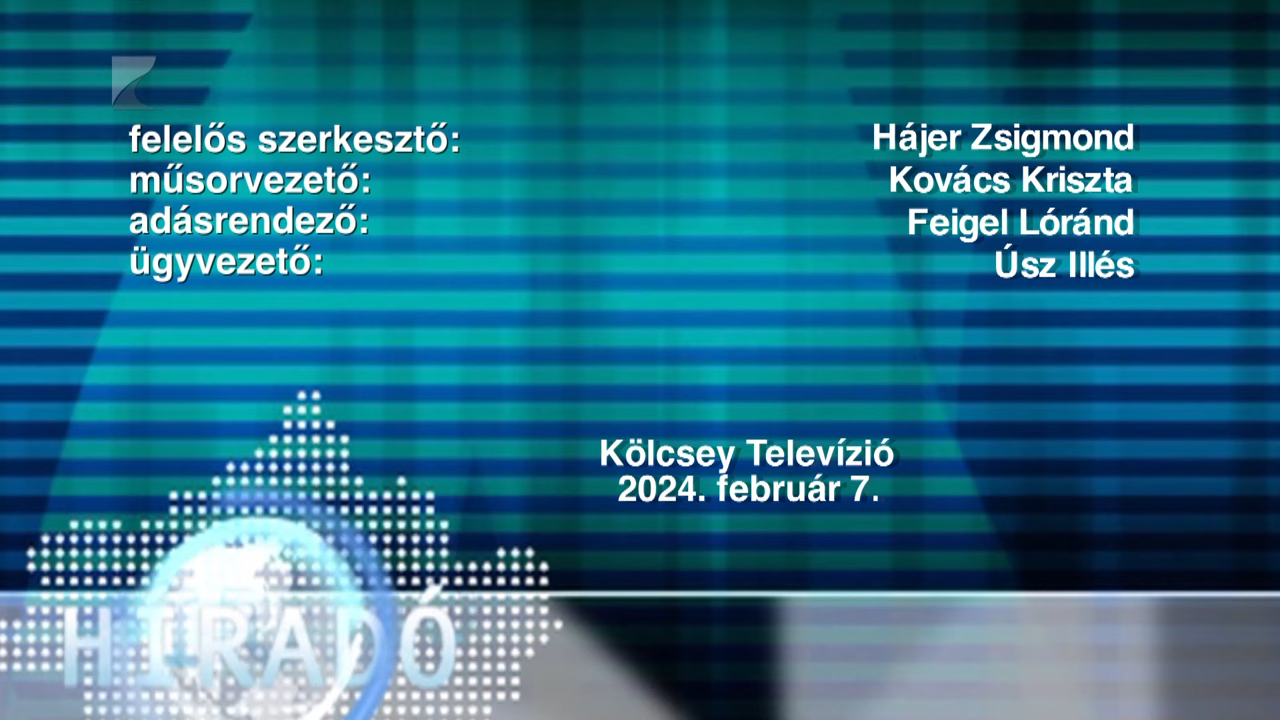 felelős szerkesztő: Hájer Zsigmond
műsorvezető: Kovács Kriszta
adásrendező: Feigel Lóránd
ügyvezető: Úsz Illés
Kölcsey Televízió
2024. február 7.
HÍRADÓ